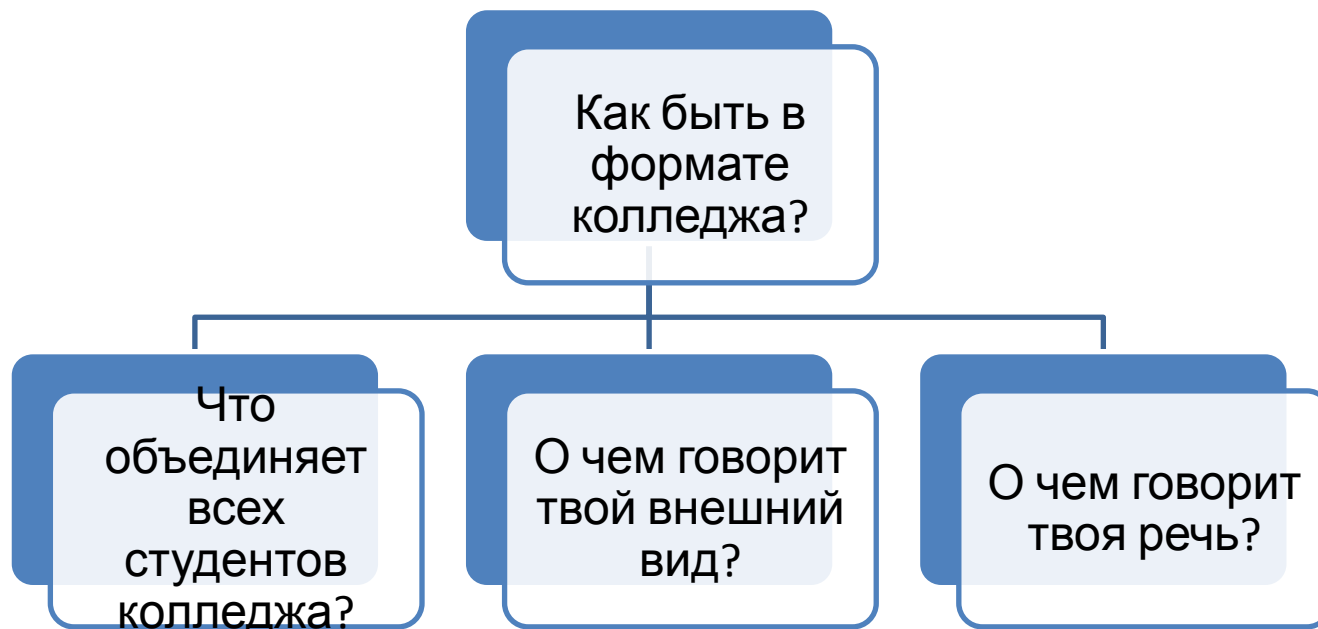 Как быть в
формате
колледжа?
Что
объединяет
всех
студентов
колледжа?
О чем говорит
твой внешний
вид?
О чем говорит
твоя речь?